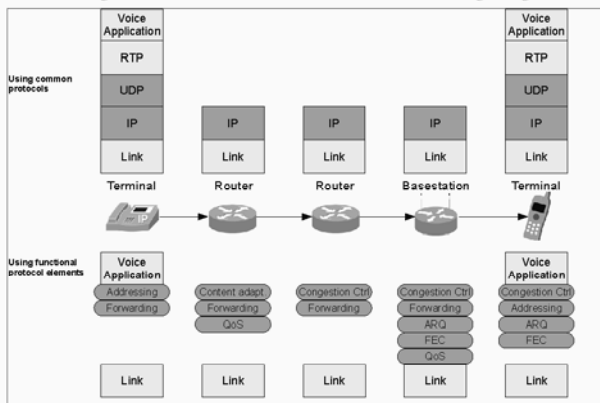 Voice
Application
RTP
UDP
IP
Link
Using common
protocols
IP
Link
IP
Link
IP
Link
Voice
Application
RTP
UDP
IP
Link
Terminal
Router
Router
Basestation
Terminal
IP
Using functional
protocol elements
Voice
Application
Addressing
Forwarding
Link
Content adapt
Forwarding
QoS
Link
Congestion Ctrl
Forwarding
Link
Congestion Ctrl
Forwarding
ARQ
FEC
QoS
Link
Voice
Application
Congestion Ctrl
Addressing
ARQ
FEC
Link